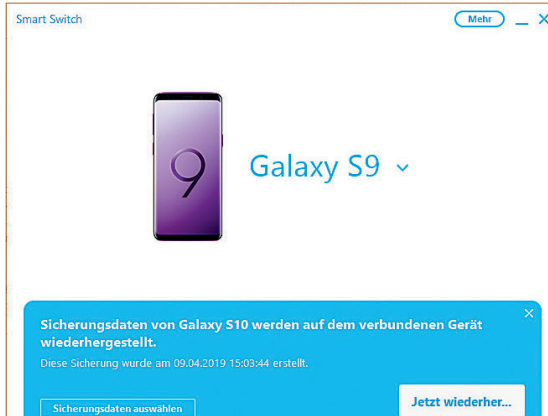 Smart Switch
Mehr
9
Galaxy S9
Sicherungsdaten von Galaxy S10 werden auf dem verbundenen Gerät
wiederhergestellt.
Diese Sicherung wurde am 09.04.2019 15:03:44 erstellt.
Sicherungsdaten auswählen
Jetzt wiederher...